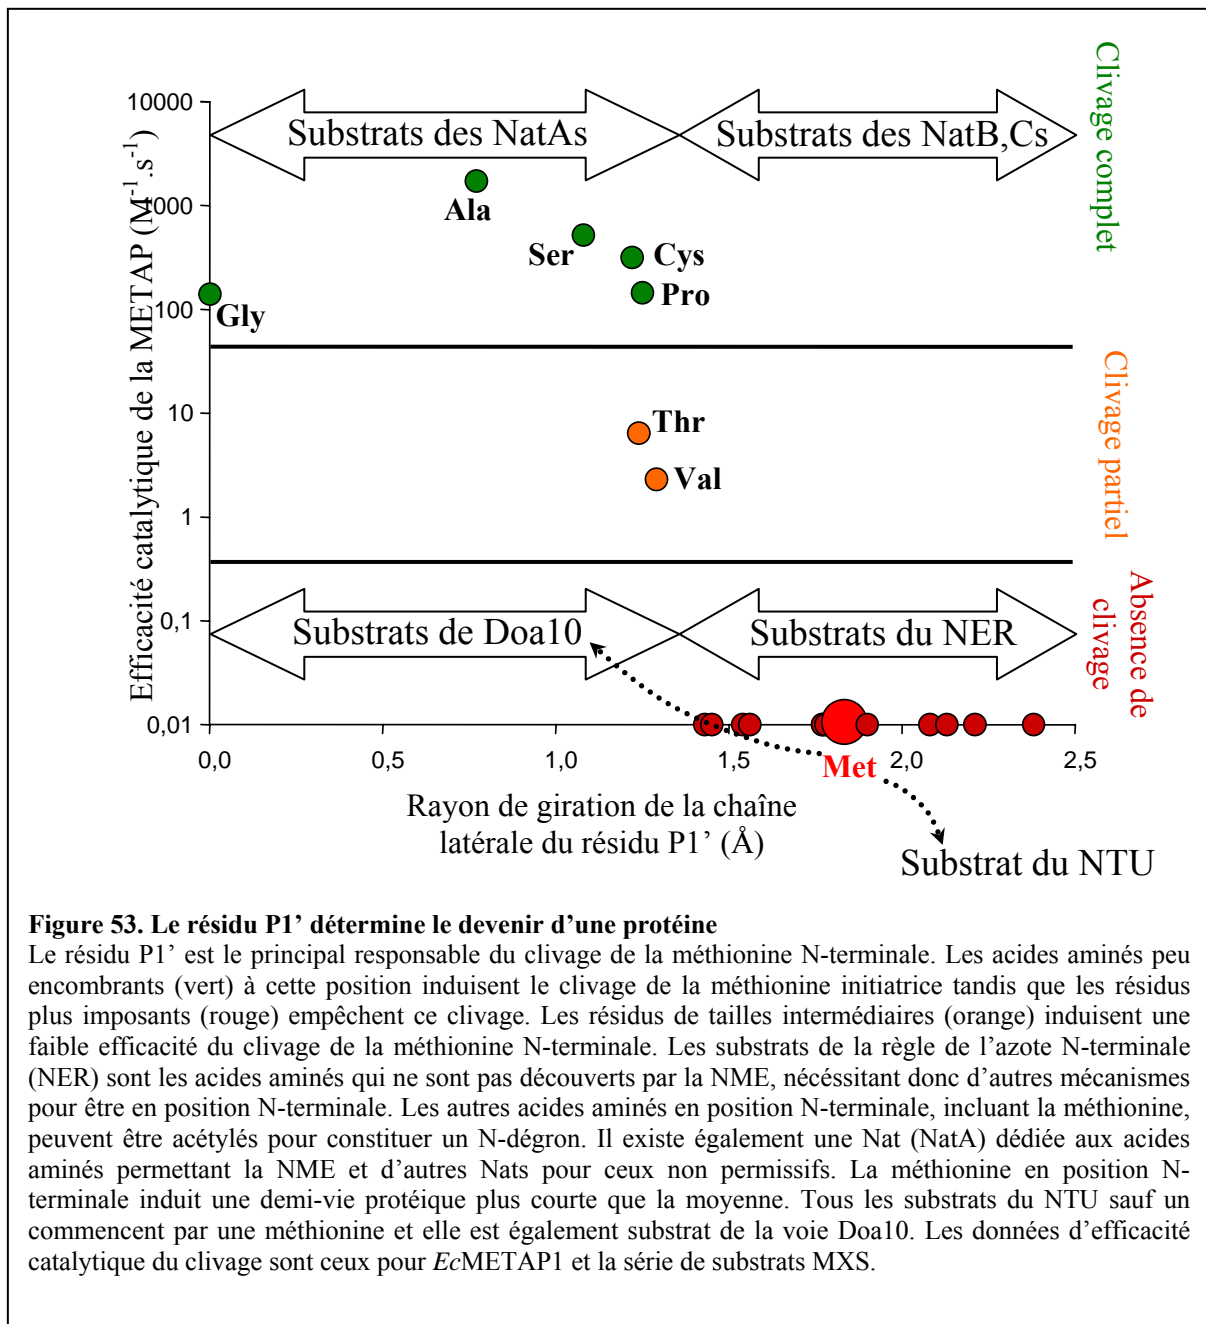 Efficacité catalytique de la METAP (M-1.s-1)
10000
1000
100
10
1
0,1
0,01
Substrats des NatAs
Substrats des NatB,Cs
Clivage complet
Ala
Ser
Cys
Pro
Gly
Thr
Val
Clivage partiel
Substrats de Doa10
Substrats du NER
Absence de
clivage
0,0
0,5
1,0
1,5
2,0
2,5
Met
Rayon de giration de la chaîne
latérale du résidu P1’ (Å)
Substrat du NTU
Figure 53. Le résidu P1’ détermine le devenir d’une protéine
Le résidu P1’ est le principal responsable du clivage de la méthionine N-terminale. Les acides aminés peu
encombrants (vert) à cette position induisent le clivage de la méthionine initiatrice tandis que les résidus
plus imposants (rouge) empêchent ce clivage. Les résidus de tailles intermédiaires (orange) induisent une
faible efficacité du clivage de la méthionine N-terminale. Les substrats de la règle de l’azote N-terminale
(NER) sont les acides aminés qui ne sont pas découverts par la NME, nécéssitant donc d’autres mécanismes
pour être en position N-terminale. Les autres acides aminés en position N-terminale, incluant la méthionine,
peuvent être acétylés pour constituer un N-dégron. Il existe également une Nat (NatA) dédiée aux acides
aminés permettant la NME et d’autres Nats pour ceux non permissifs. La méthionine en position N-
terminale induit une demi-vie protéique plus courte que la moyenne. Tous les substrats du NTU sauf un
commencent par une méthionine et elle est également substrat de la voie Doa10. Les données d’efficacité
catalytique du clivage sont ceux pour EcMETAP1 et la série de substrats MXS.